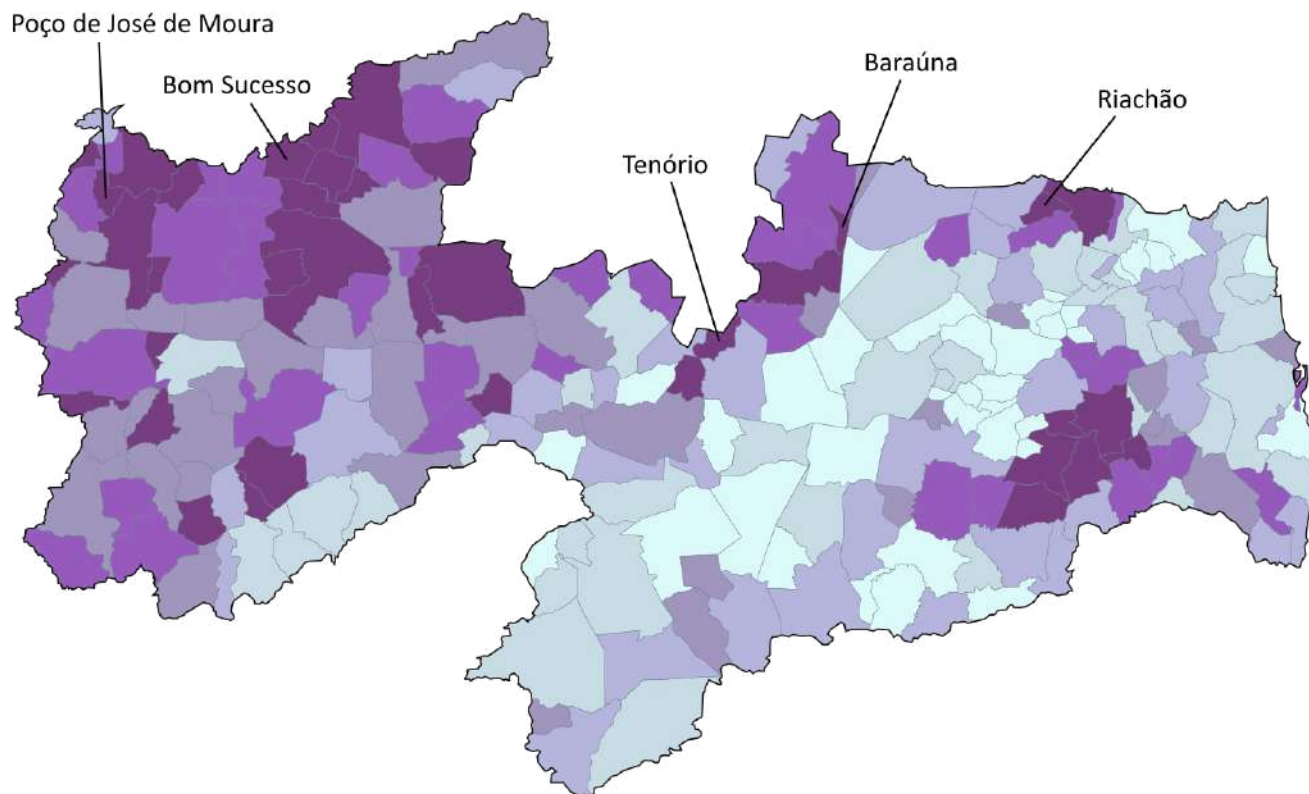 Poço de José de Moura
Bom Sucesso
Baraúna
Riachão
Tenório